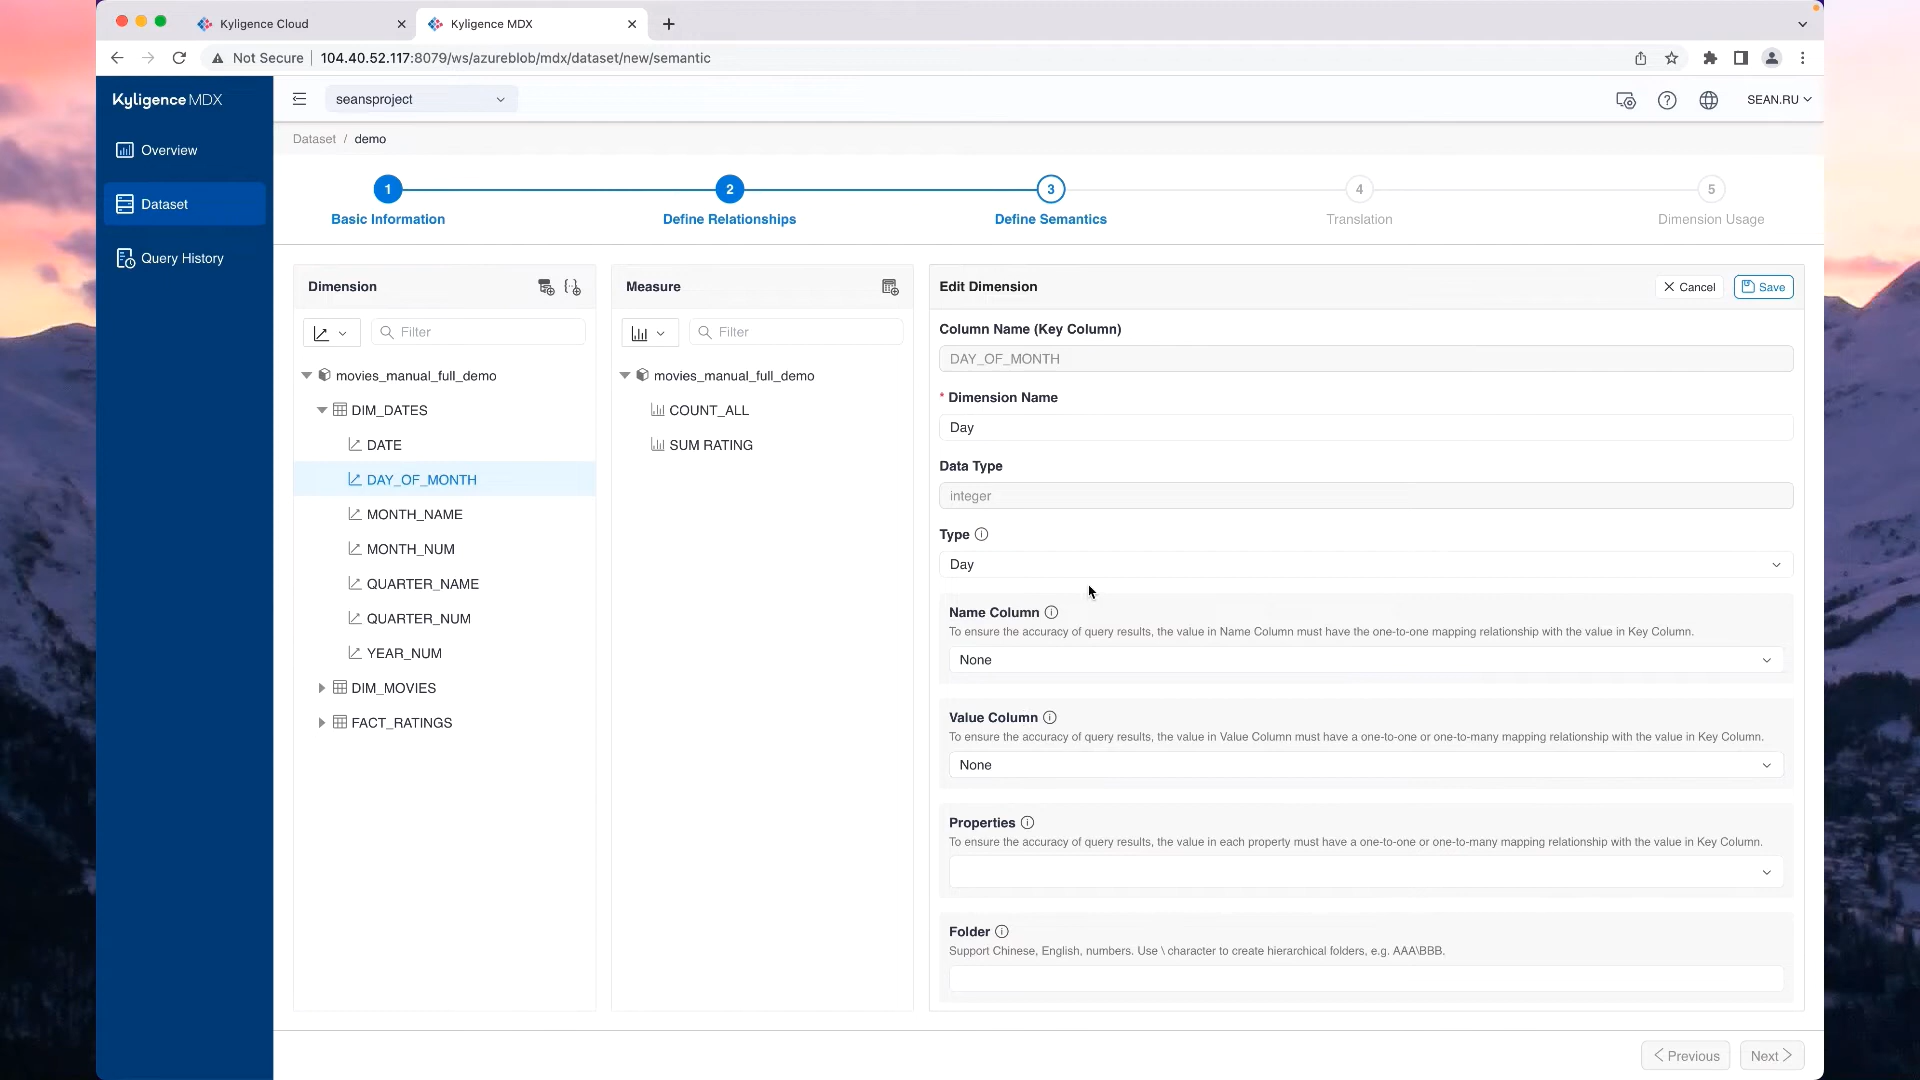 Kyligence Cloud
Kyligence MDX
Not Secure
104.40.52.117:8079/ws/azureblob/mdx/dataset/new/semantic
Kyligence MDX
seansproject
SEAN.RU
Overview
Dataset
Query History
Dataset / demo
1
2
3
4
5
Basic Information
Define Relationships
Define Semantics
Translation
Dimension Usage
Dimension
Filter
movies_manual_full_demo
DIM_DATES
DATE
DAY_OF_MONTH
MONTH_NAME
MONTH_NUM
QUARTER_NAME
QUARTER_NUM
YEAR_NUM
DIM_MOVIES
FACT_RATINGS
Measure
Filter
movies_manual_full_demo
COUNT_ALL
SUM RATING
Edit Dimension
Cancel
Save
Column Name (Key Column)
DAY_OF_MONTH
* Dimension Name
Day
Data Type
integer
Type
Day
Name Column
To ensure the accuracy of query results, the value in Name Column must have the one-to-one mapping relationship with the value in Key Column.
None
Value Column
To ensure the accuracy of query results, the value in Value Column must have a one-to-one or one-to-many mapping relationship with the value in Key Column.
None
Properties
To ensure the accuracy of query results, the value in each property must have a one-to-one or one-to-many mapping relationship with the value in Key Column.
Folder
Support Chinese, English, numbers. Use \ character to create hierarchical folders, e.g. AAA\BBB.
Previous
Next